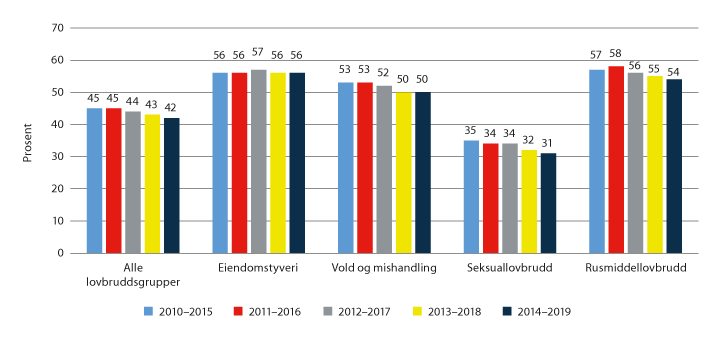 70
60
50
40
30
20
10
0
Prosent
45 45 44 43 42
56 56 57 56 56
53 53 52 50 50
35 34 34 32 31
57 58 56 55 54
Alle
lovbruddsgrupper
Eiendomstyveri
Vold og mishandling
Seksuallovbrudd
Rusmiddellovbrudd
2010–2015 2011–2016 2012–2017 2013–2018 2014–2019